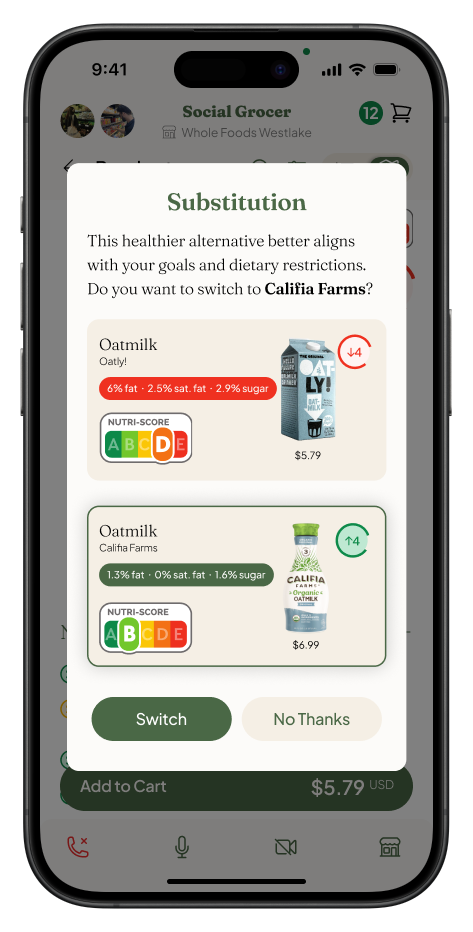 9:41
Social Grocer
12
Whole Foods Westlake
Substitution
This healthier alternative better aligns
with your goals and dietary restrictions.
Do you want to switch to Califia Farms?
Oatmilk
Oatly!
↓4
6% fat · 2.5% sat. fat · 2.9% sugar
THE ORIGINAL
OAT-
LY!
OAT-
MILK
NUTRI-SCORE
A B C D E
$5.79
Oatmilk
Califia Farms
↑4
1.3% fat · 0% sat. fat · 1.6% sugar
CALIFIA
FARMS
Organic
OATMILK
NUTRI-SCORE
A B C D E
$6.99
Switch
No Thanks
Add to Cart
$5.79 USD